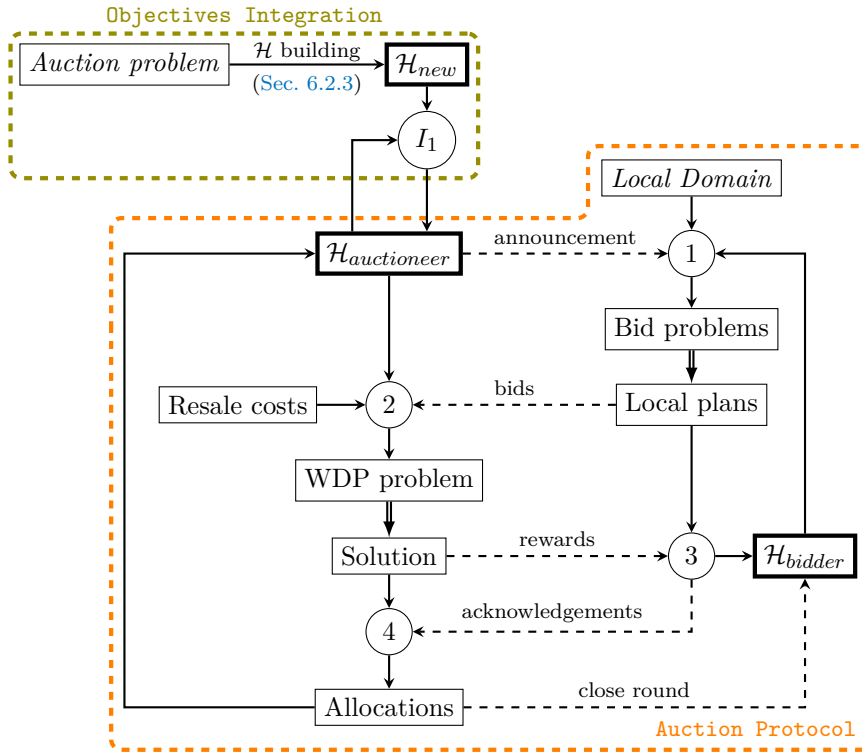 Objectives Integration
Auction problem
ℋ building
(Sec. 6.2.3)
ℋnew
I1
Local Domain
ℋauctioneer
announcement
1
Bid problems
Resale costs
2
bids
Local plans
WDP problem
Solution
rewards
3
ℋbidder
acknowledgements
4
Allocations
close round
Auction Protocol